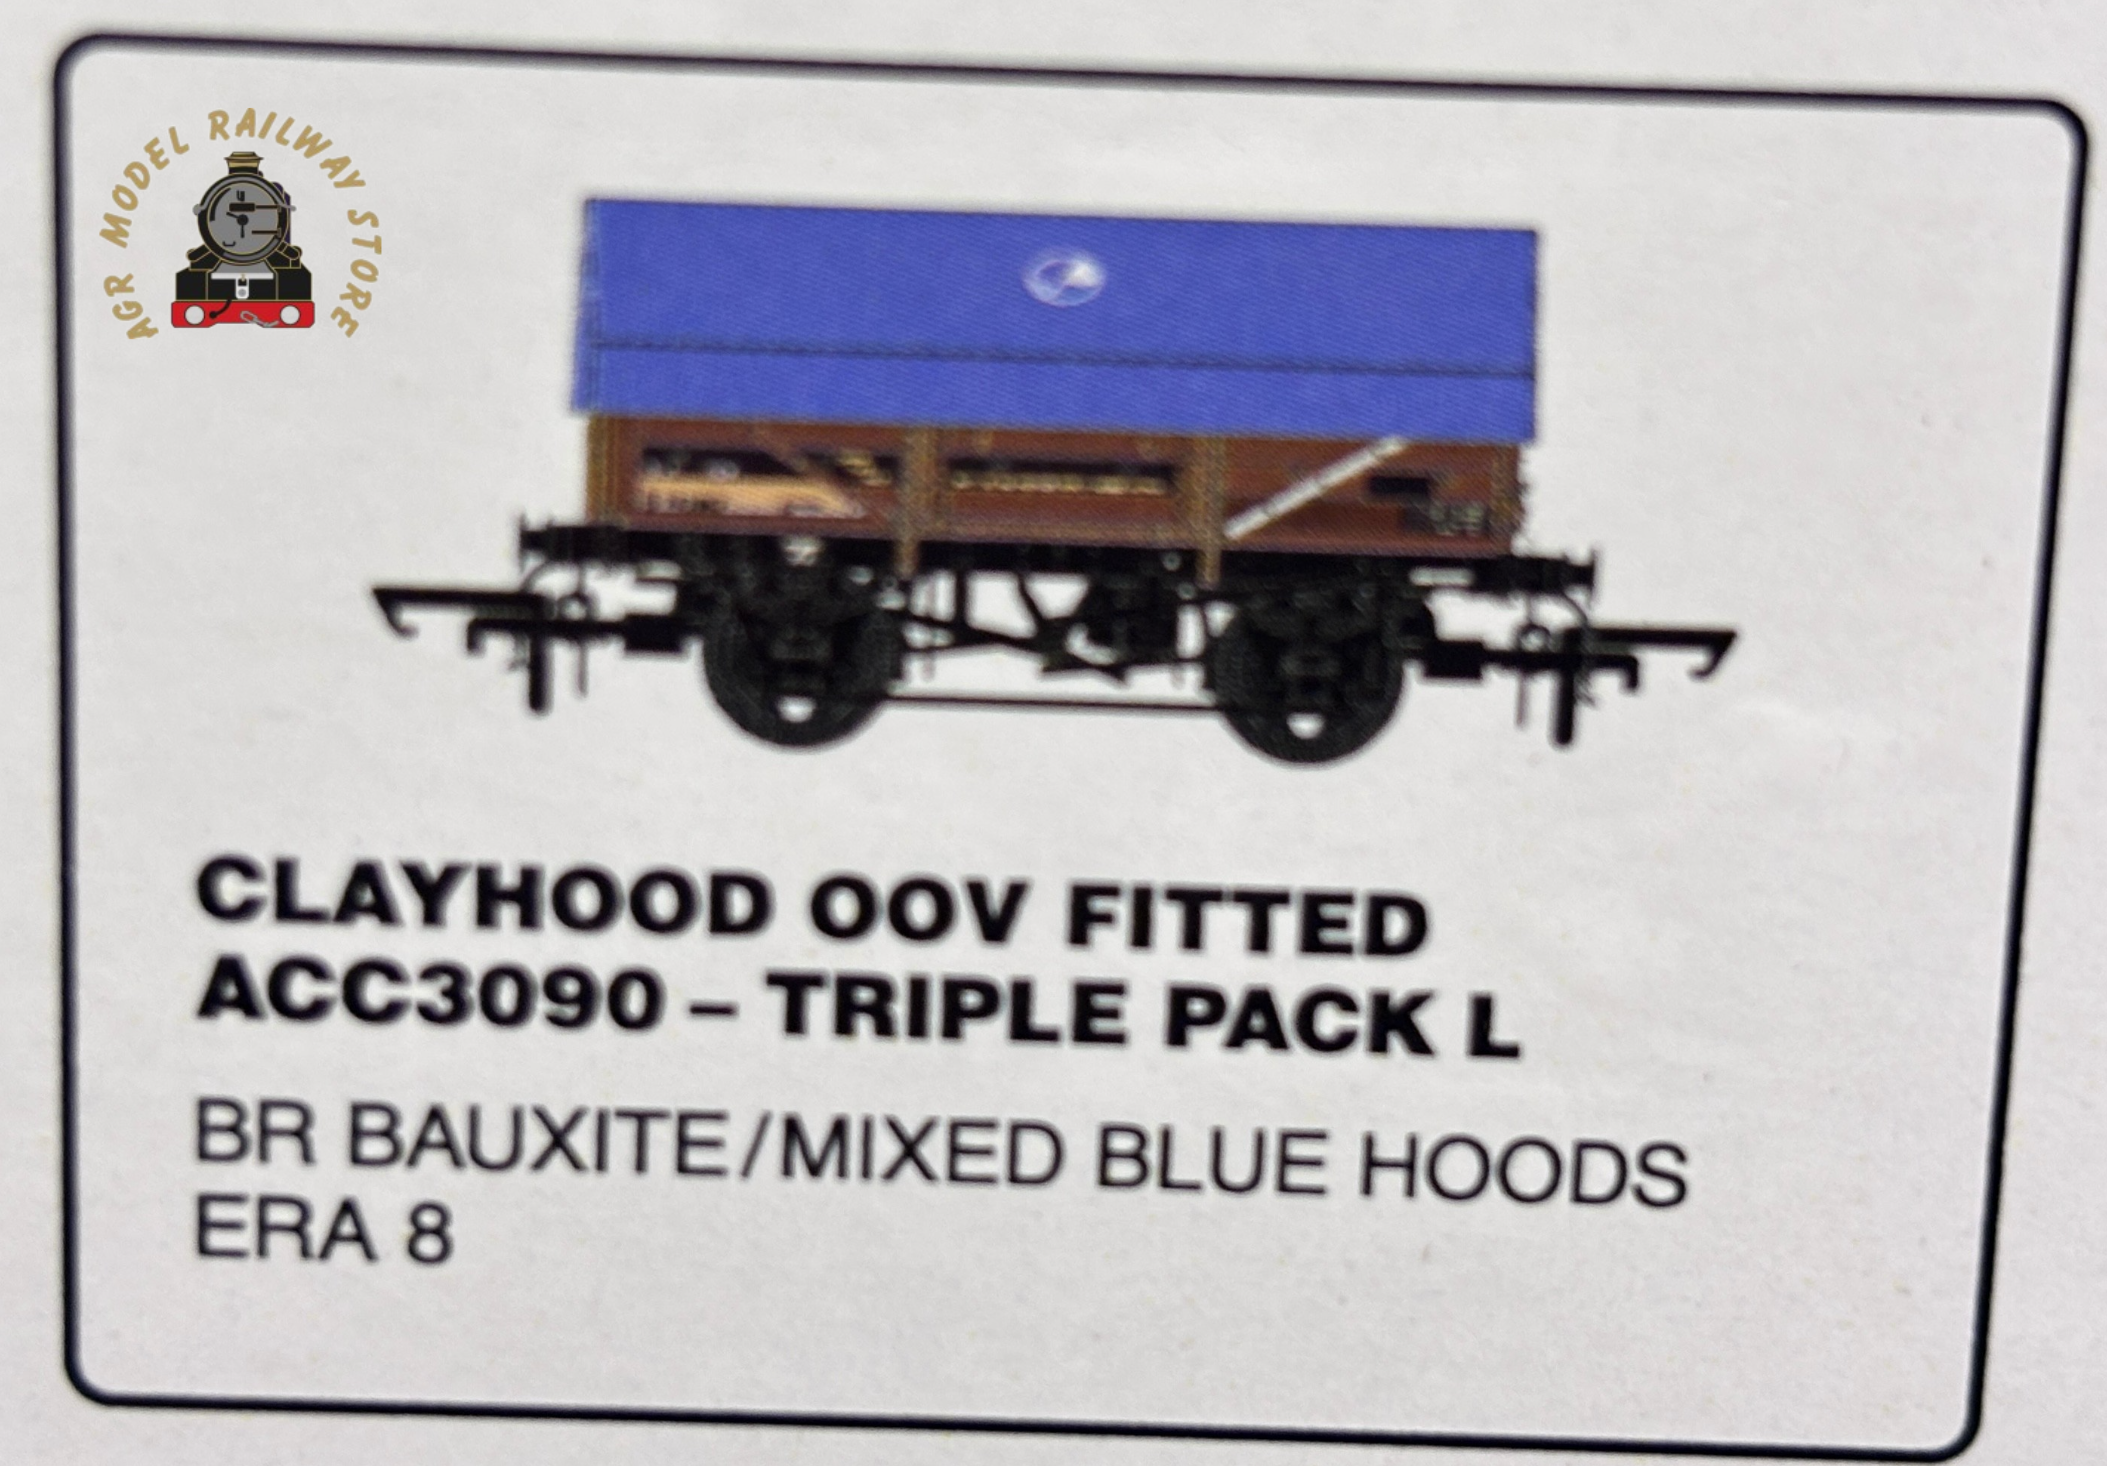 AGR MODEL RAILWAY STORE
CLAYHOOD OOV FITTED
ACC3090 – TRIPLE PACK L
BR BAUXITE/MIXED BLUE HOODS
ERA 8